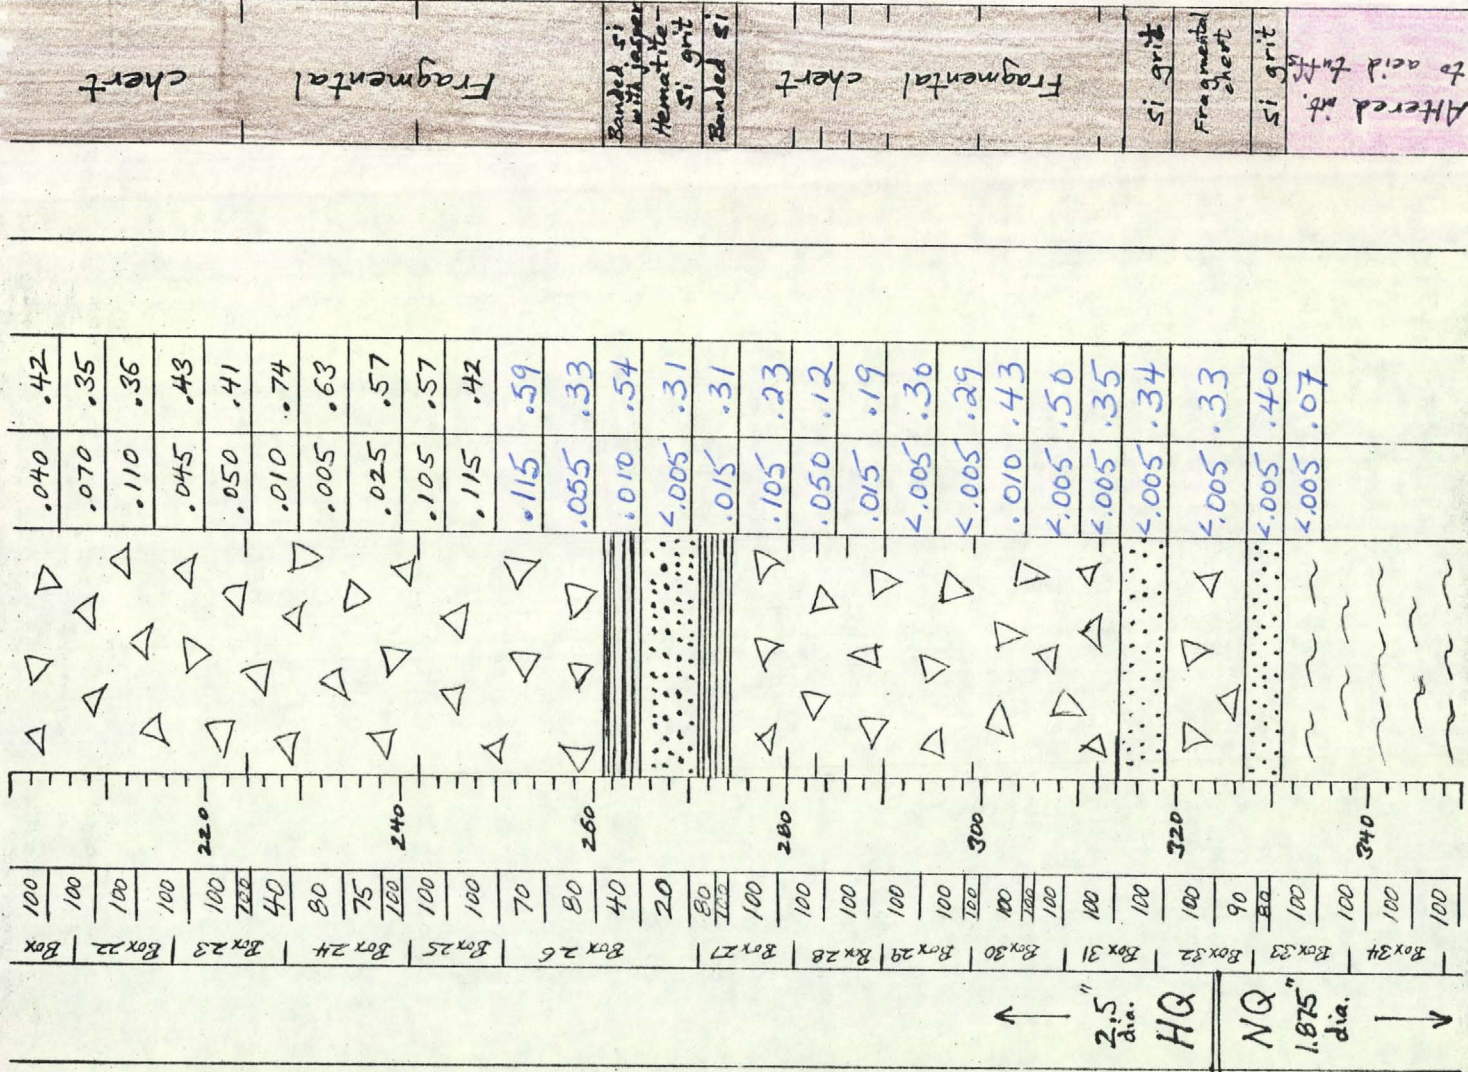 chert
Fragmental
Banded si
with jasper
Hematite-
si grit
Banded si
chert
Fragmental
si grit
Fragmental
chert
si grit
Altered int.
to acid tuffs
.42 .35 .36 .43 .41 .74 .63 .57 .57 .42 .59 .33 .54 .31 .31 .23 .12 .19 .30 .29 .43 .50 .35 .34 .33 .40 .07
.040 .070 .110 .045 .050 .010 .005 .025 .105 .115 .115 .055 .010 <.005 .015 .105 .050 .015 <.005 <.005 .010 <.005 <.005 <.005 <.005 <.005 <.005
220 240 260 280 300 320 340
100 100 100 100 100 100 40 80 75 100 100 100 70 80 40 20 80 100 100 100 100 100 100 100 100 100 100 100 100 100 90 80 100 100 100 100
Box Box 22 Box 23 Box 24 Box 25 Box 26 Box 27 Box 28 Box 29 Box 30 Box 31 Box 32 Box 33 Box 34
2.5"
dia.
HQ
NQ
1.875"
dia.